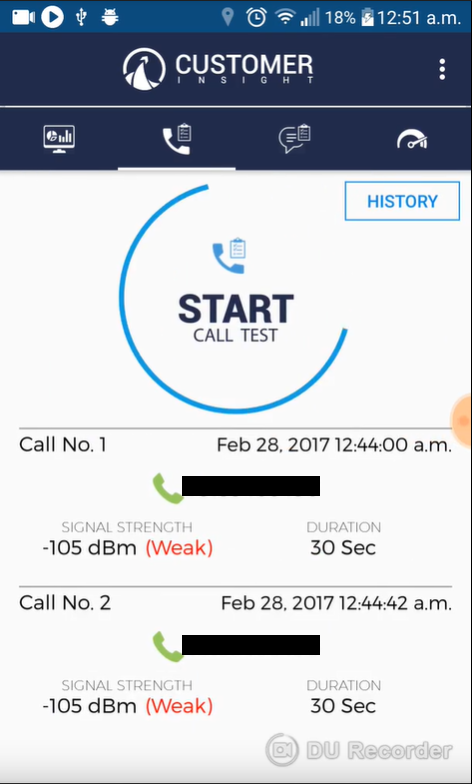 18% 12:51 a.m.
CUSTOMER
INSIGHT
HISTORY
START
CALL TEST
Call No. 1 Feb 28, 2017 12:44:00 a.m.
SIGNAL STRENGTH DURATION
-105 dBm (Weak) 30 Sec
Call No. 2 Feb 28, 2017 12:44:42 a.m.
SIGNAL STRENGTH DURATION
-105 dBm (Weak) 30 Sec
DU Recorder